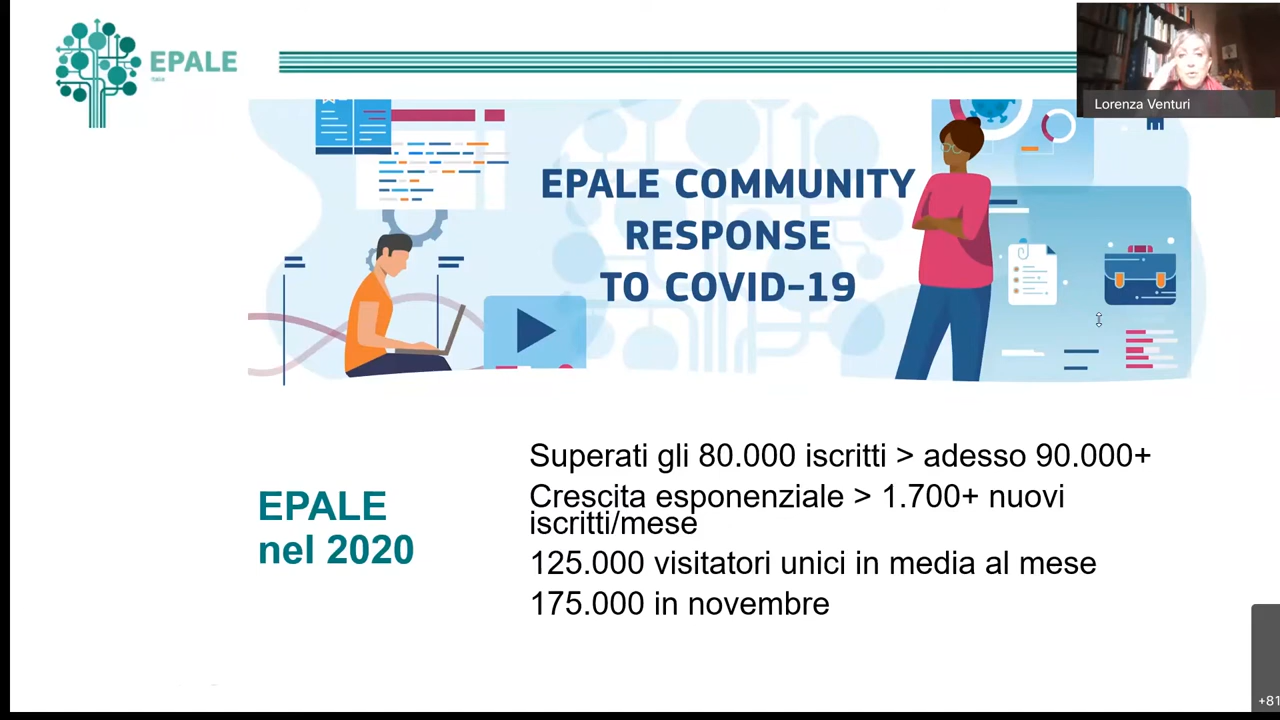 EPALE
Italia
Lorenza Venturi
EPALE COMMUNITY
RESPONSE
TO COVID-19
EPALE
nel 2020
Superati gli 80.000 iscritti > adesso 90.000+
Crescita esponenziale > 1.700+ nuovi
iscritti/mese
125.000 visitatori unici in media al mese
175.000 in novembre
+81